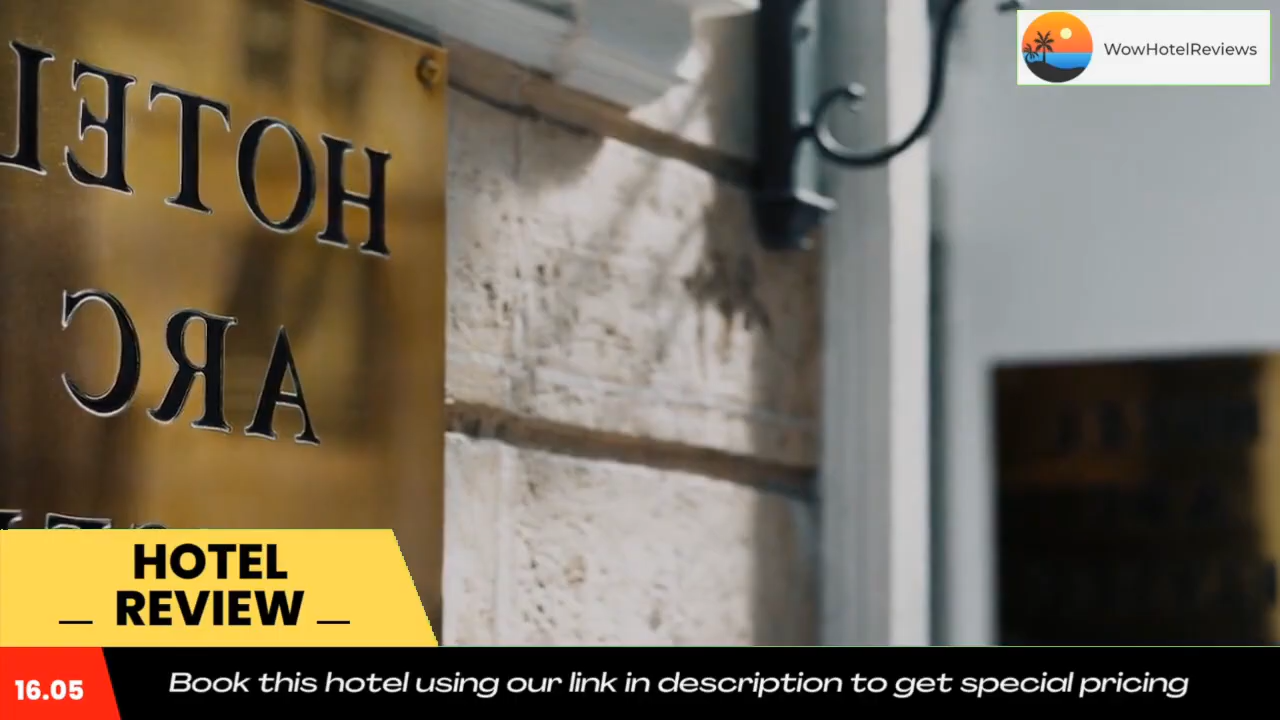 WowHotelReviews
HOTEL
ARC
HOTEL
REVIEW
16.05
Book this hotel using our link in description to get special pricing